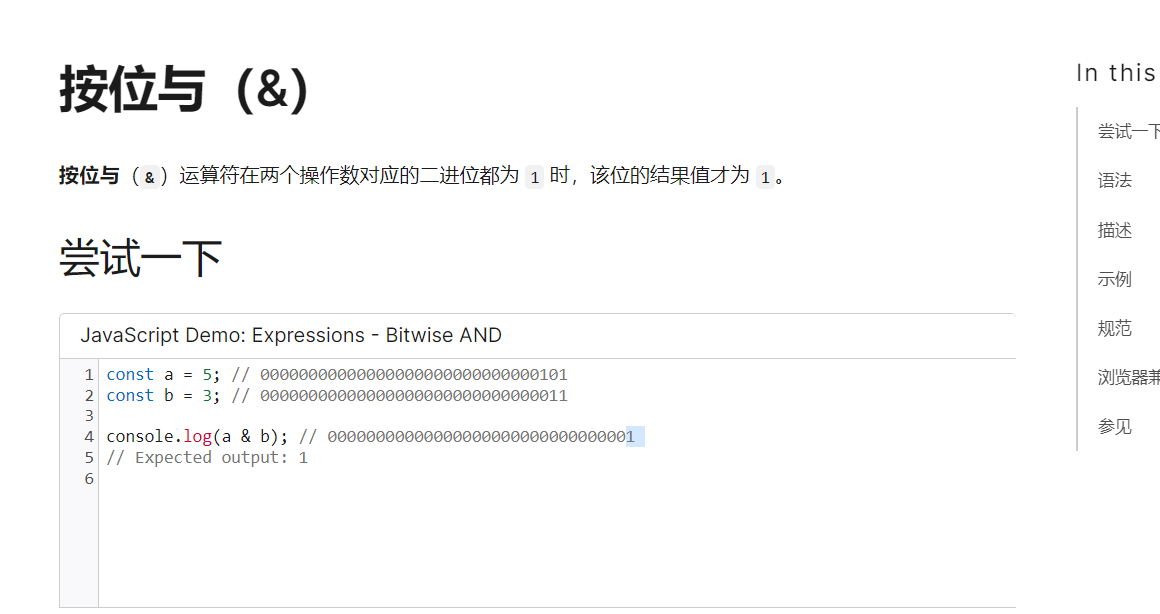 按位与（&）
In this
按位与（&）运算符在两个操作数对应的二进位都为 1 时，该位的结果值才为 1。
尝试一下
尝试一下
语法
描述
示例
规范
浏览器兼
参见
JavaScript Demo: Expressions - Bitwise AND
1 const a = 5; // 00000000000000000000000000000101
2 const b = 3; // 00000000000000000000000000000011
3
4 console.log(a & b); // 00000000000000000000000000000001
5 // Expected output: 1
6